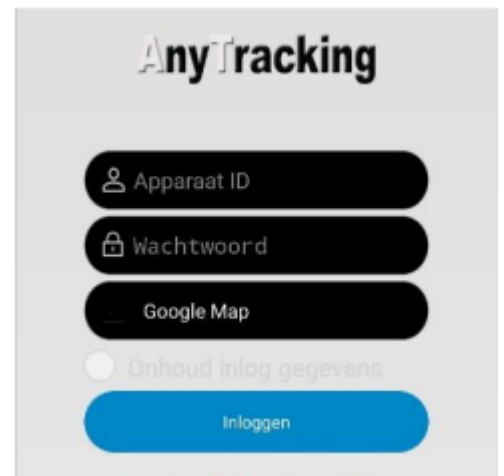 AnyTracking
Apparaat ID
Wachtwoord
Google Map
Onhoud inlog gegevens
Inloggen